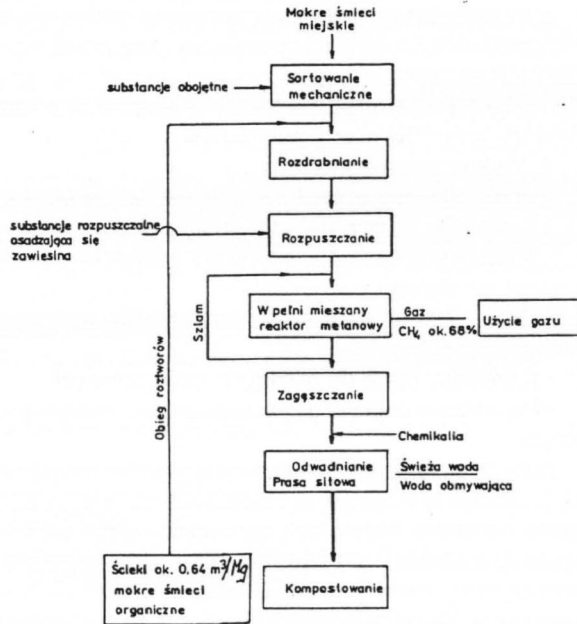 Mokre śmieci
miejskie
substancje obojętne
Sortowanie
mechaniczne
Rozdrabnianie
substancje rozpuszczalne
osadzająca się
zawiesina
Rozpuszczanie
Szlam
W pełni mieszany
reaktor metanowy
Gaz
CH4 ok. 68%
Użycie gazu
Obieg roztworów
Zagęszczanie
Chemikalia
Odwadnianie
Prasa sitowa
Świeża woda
Woda obmywająca
Ścieki ok. 0.64 m³/Mg
mokre śmieci
organiczne
Kompostowanie